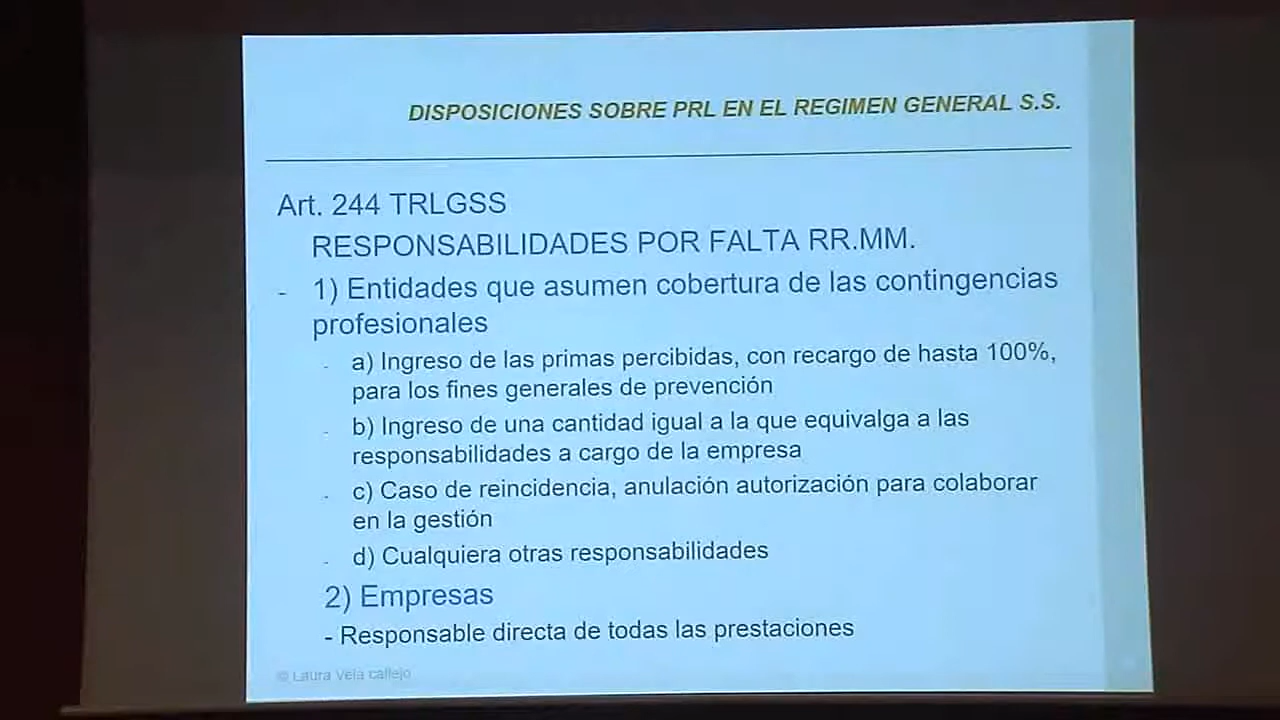 DISPOSICIONES SOBRE PRL EN EL REGIMEN GENERAL S.S.
Art. 244 TRLGSS
RESPONSABILIDADES POR FALTA RR.MM.
- 1) Entidades que asumen cobertura de las contingencias
profesionales
- a) Ingreso de las primas percibidas, con recargo de hasta 100%,
para los fines generales de prevención
- b) Ingreso de una cantidad igual a la que equivalga a las
responsabilidades a cargo de la empresa
- c) Caso de reincidencia, anulación autorización para colaborar
en la gestión
- d) Cualquiera otras responsabilidades
2) Empresas
- Responsable directa de todas las prestaciones
© Laura Vela callejo